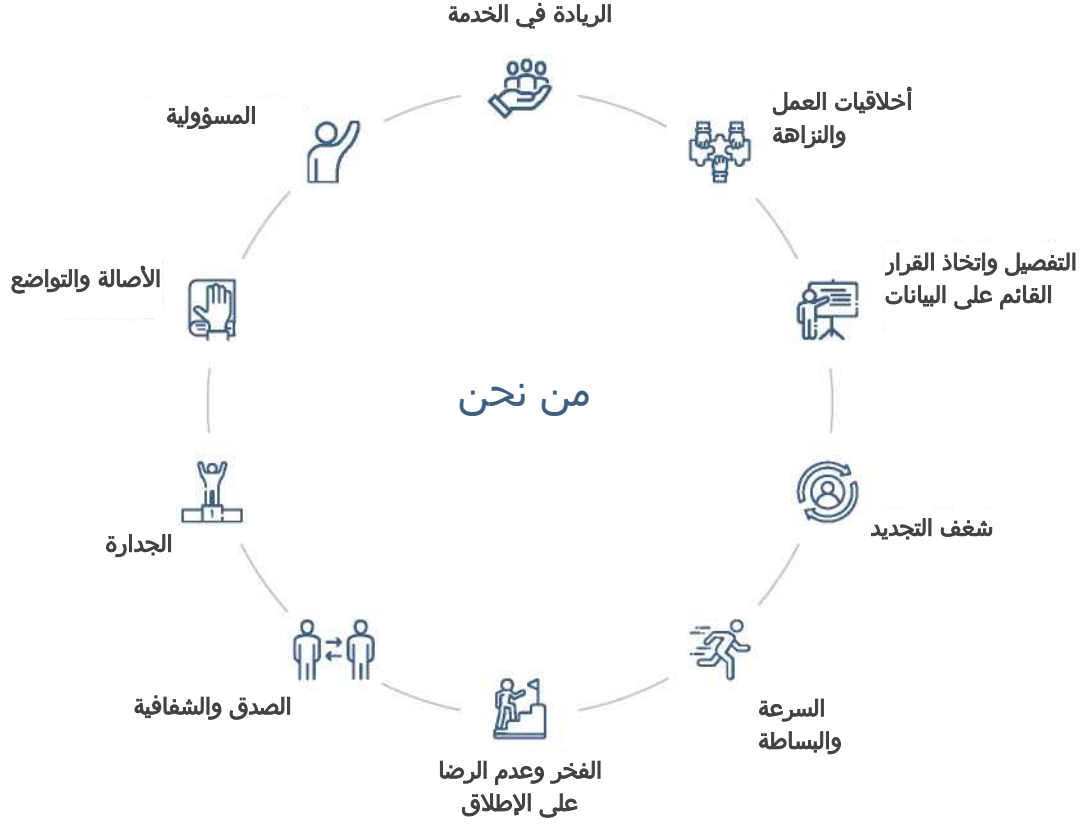 الريادة في الخدمة
أخلاقيات العمل
والنزاهة
التفصيل واتخاذ القرار
القائم على البيانات
شغف التجديد
السرعة
والبساطة
الفخر وعدم الرضا
على الإطلاق
الصدق والشفافية
الجدارة
الأصالة والتواضع
المسؤولية
من نحن